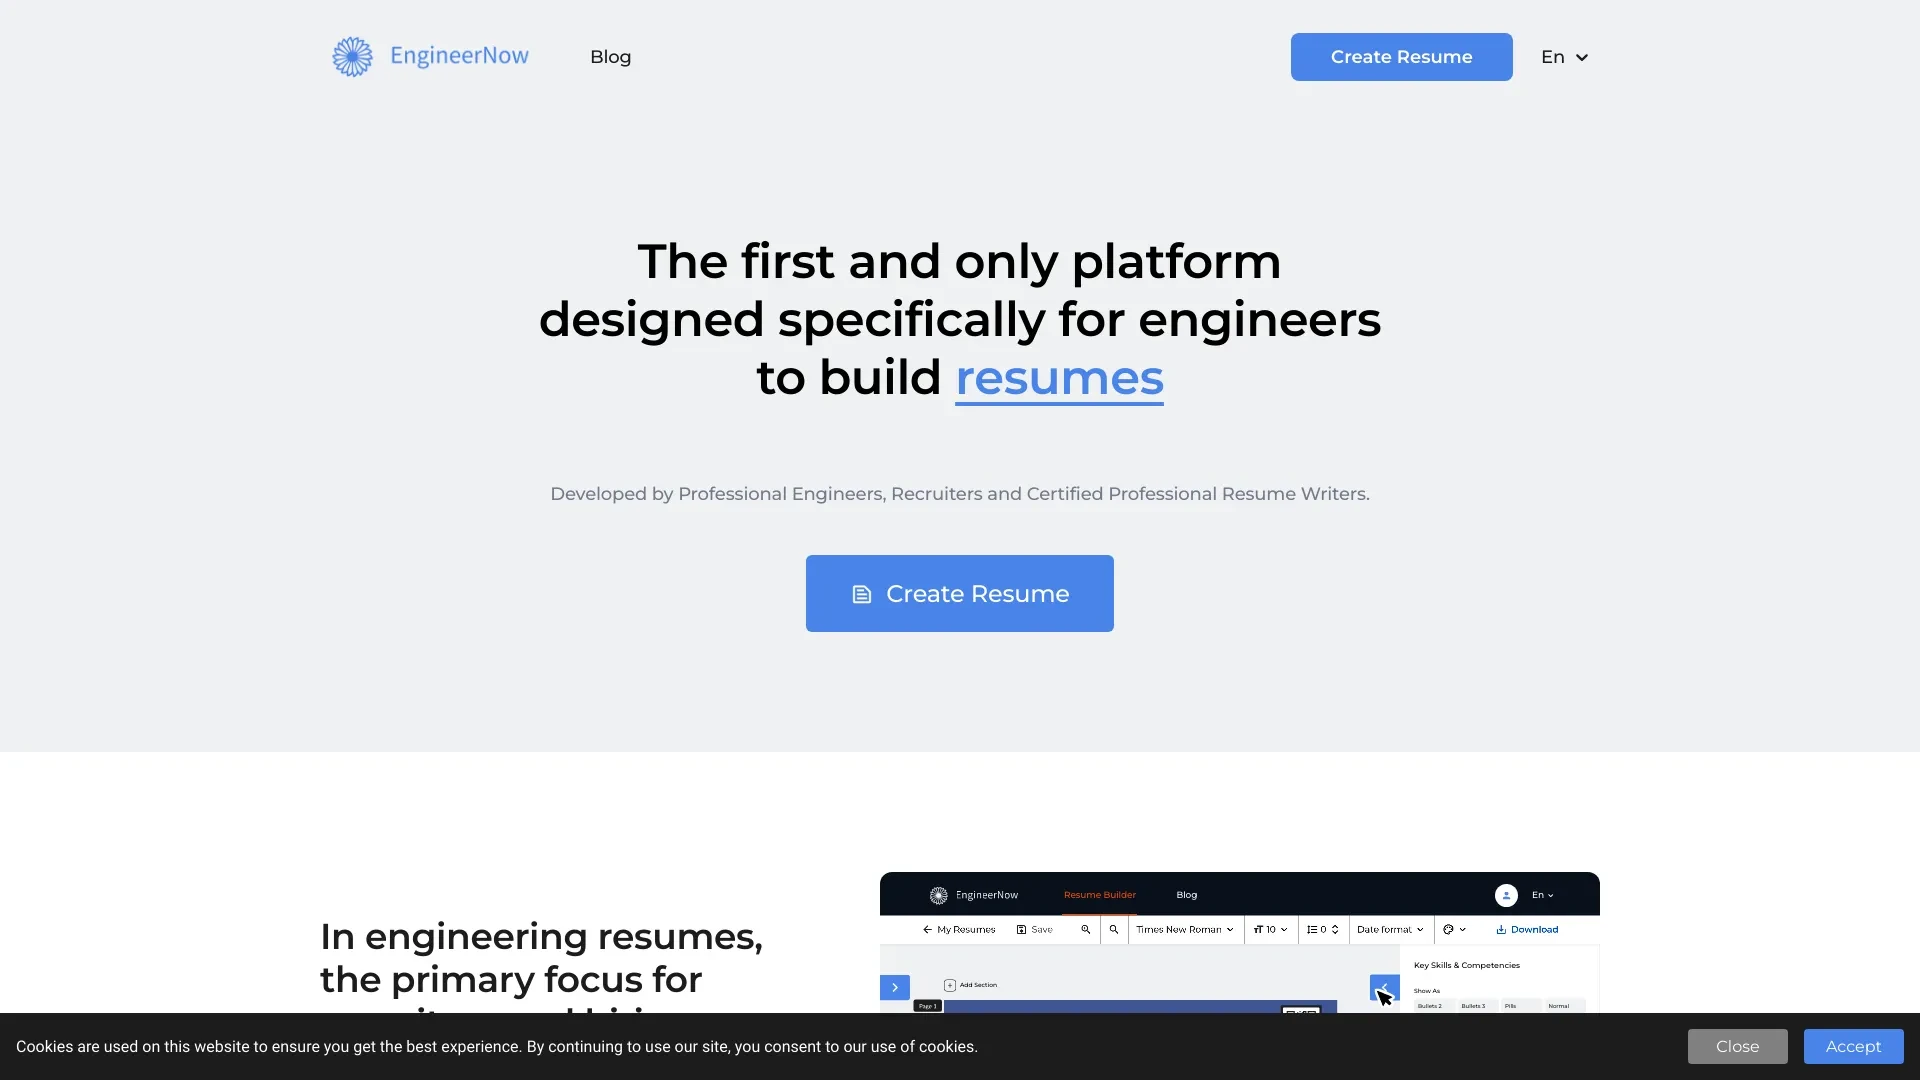 EngineerNow
Blog
Create Resume
En
The first and only platform
designed specifically for engineers
to build resumes
Developed by Professional Engineers, Recruiters and Certified Professional Resume Writers.
Create Resume
In engineering resumes,
the primary focus for
EngineerNow
Resume Builder
Blog
En
My Resumes
Save
Times New Roman
10
0
Date format
Download
Add Section
Page 1
Key Skills & Competencies
Show As
Bullets 2
Bullets 3
Pills
Normal
Cookies are used on this website to ensure you get the best experience. By continuing to use our site, you consent to our use of cookies.
Close
Accept